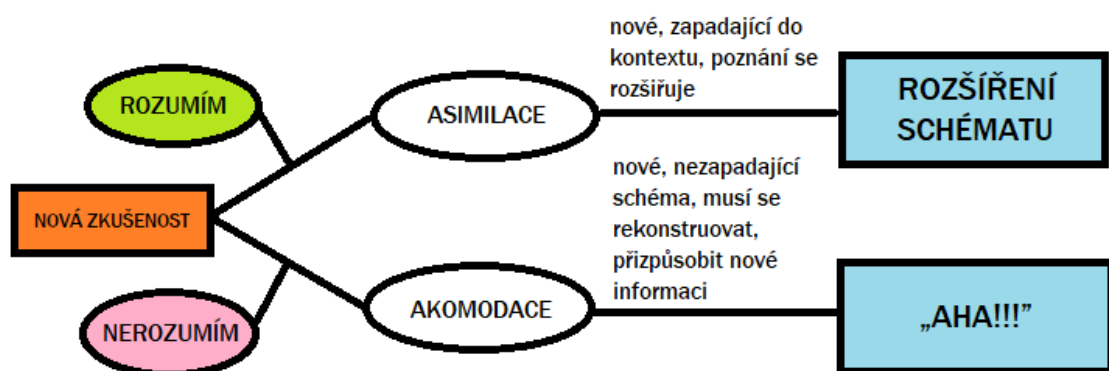 nové, zapadající do
kontextu, poznání se
rozšiřuje
ROZUMÍM
ASIMILACE
ROZŠÍŘENÍ
SCHÉMATU
NOVÁ ZKUŠENOST
nové, nezapadající
schéma, musí se
rekonstruovat,
přizpůsobit nové
informaci
NEROZUMÍM
AKOMODACE
„AHA!!!”